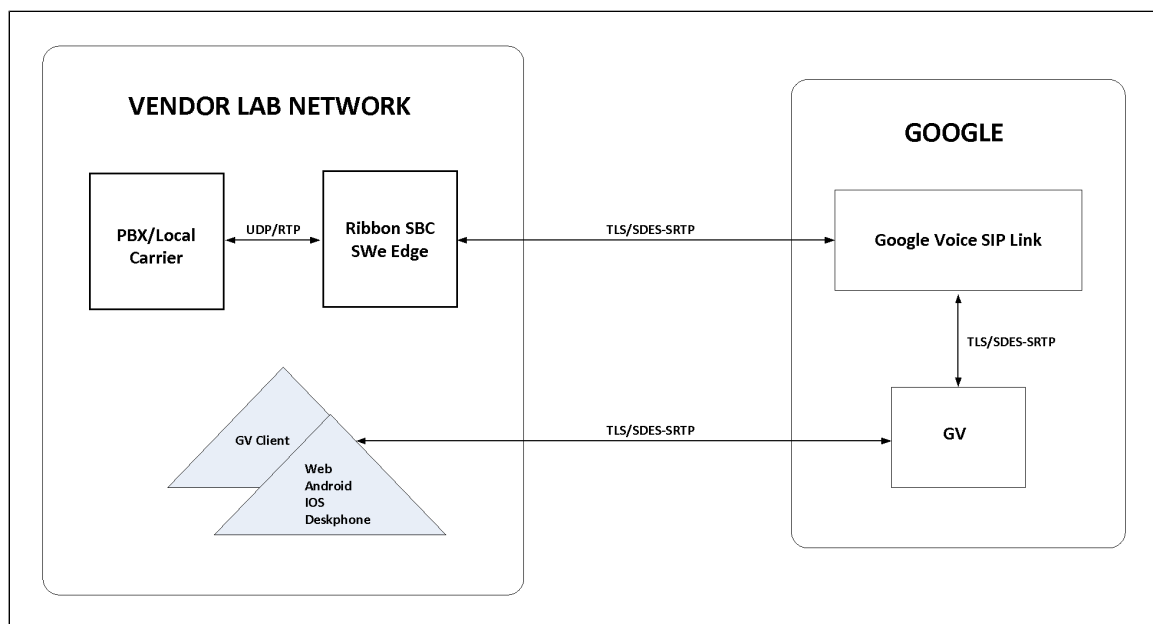 VENDOR LAB NETWORK
GOOGLE
PBX/Local
Carrier
UDP/RTP
Ribbon SBC
SWe Edge
TLS/SDES-SRTP
Google Voice SIP Link
TLS/SDES-SRTP
GV Client
Web
Android
IOS
Deskphone
TLS/SDES-SRTP
GV